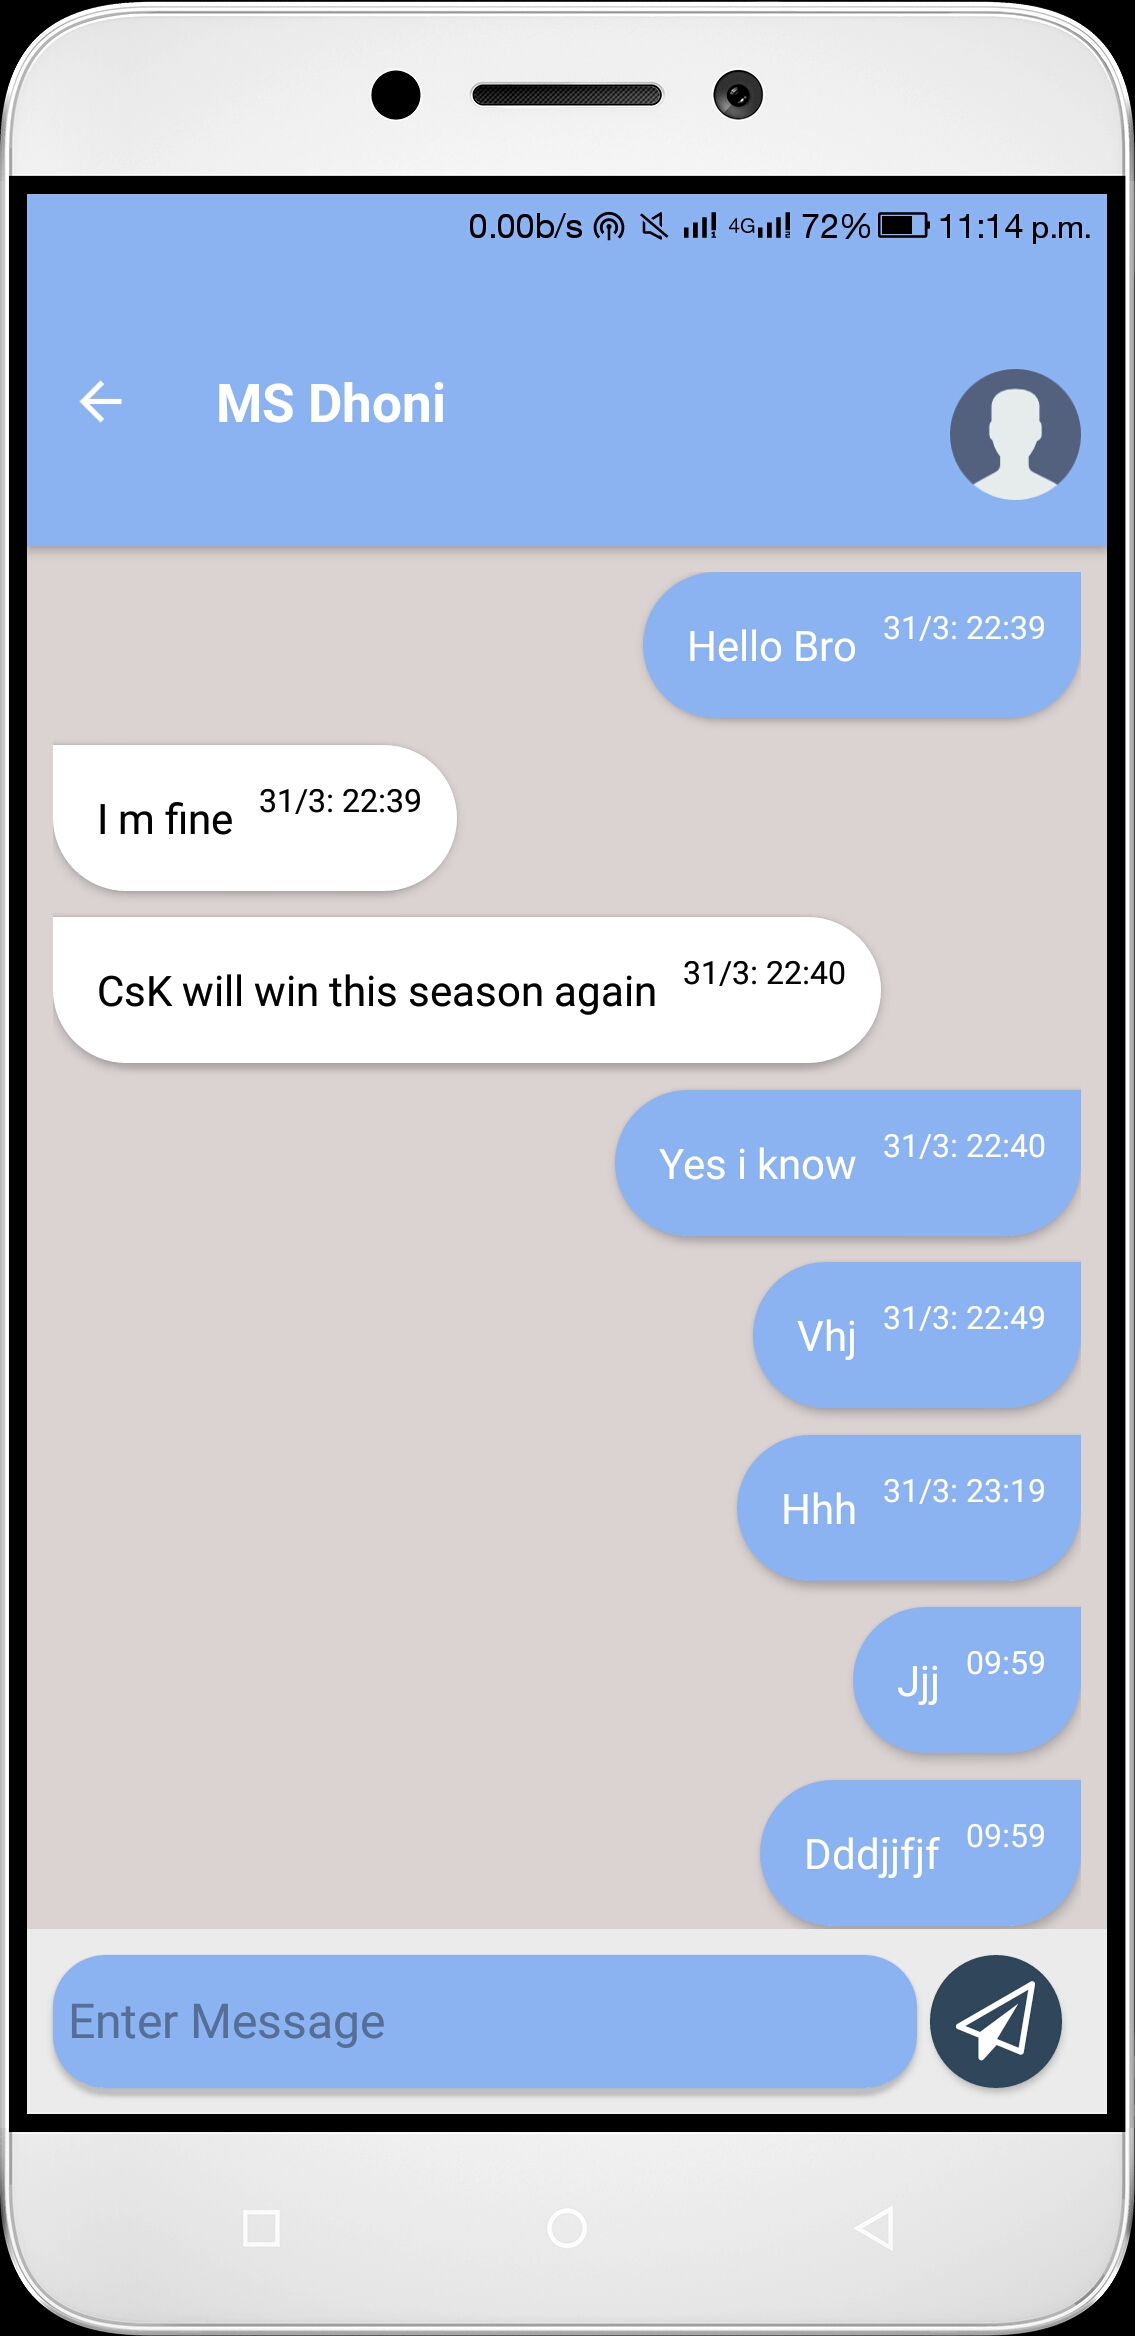 0.00b/s 4G 72% 11:14 p.m.
MS Dhoni
Hello Bro 31/3: 22:39
I m fine 31/3: 22:39
CsK will win this season again 31/3: 22:40
Yes i know 31/3: 22:40
Vhj 31/3: 22:49
Hhh 31/3: 23:19
Jjj 09:59
Dddjjfjf 09:59
Enter Message